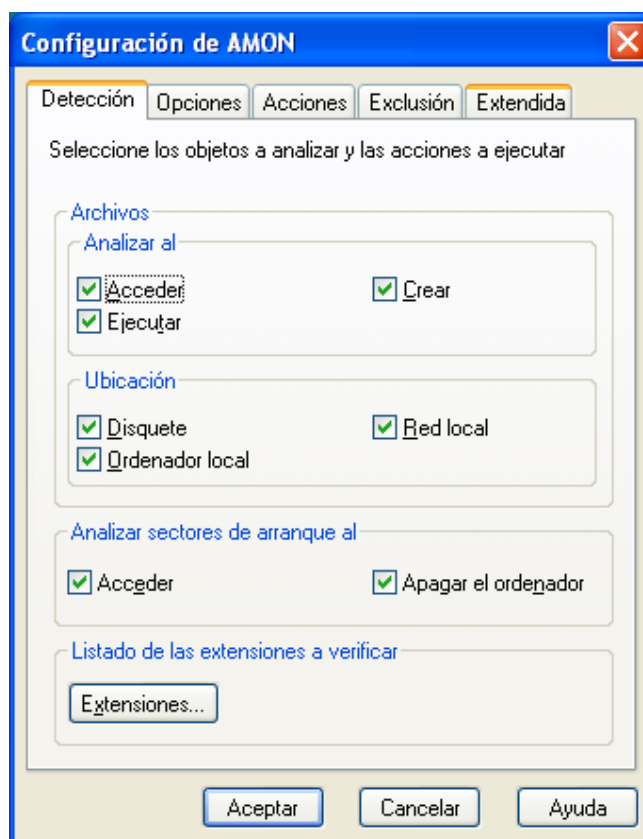 Configuración de AMON
Detección Opciones Acciones Exclusión Extendida
Seleccione los objetos a analizar y las acciones a ejecutar
Archivos
Analizar al
Acceder Crear
Ejecutar
Ubicación
Disquete Red local
Ordenador local
Analizar sectores de arranque al
Acceder Apagar el ordenador
Listado de las extensiones a verificar
Extensiones...
Aceptar Cancelar Ayuda